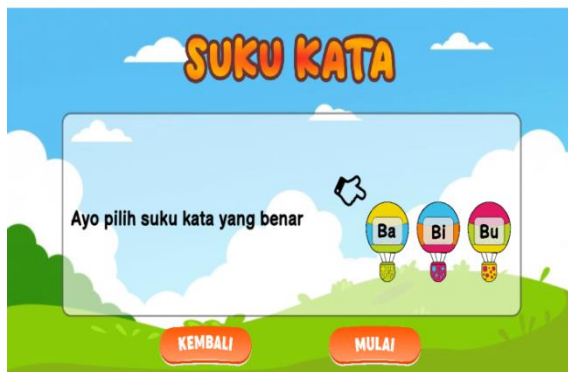 SUKU KATA
Ayo pilih suku kata yang benar
Ba Bi Bu
KEMBALI MULAI